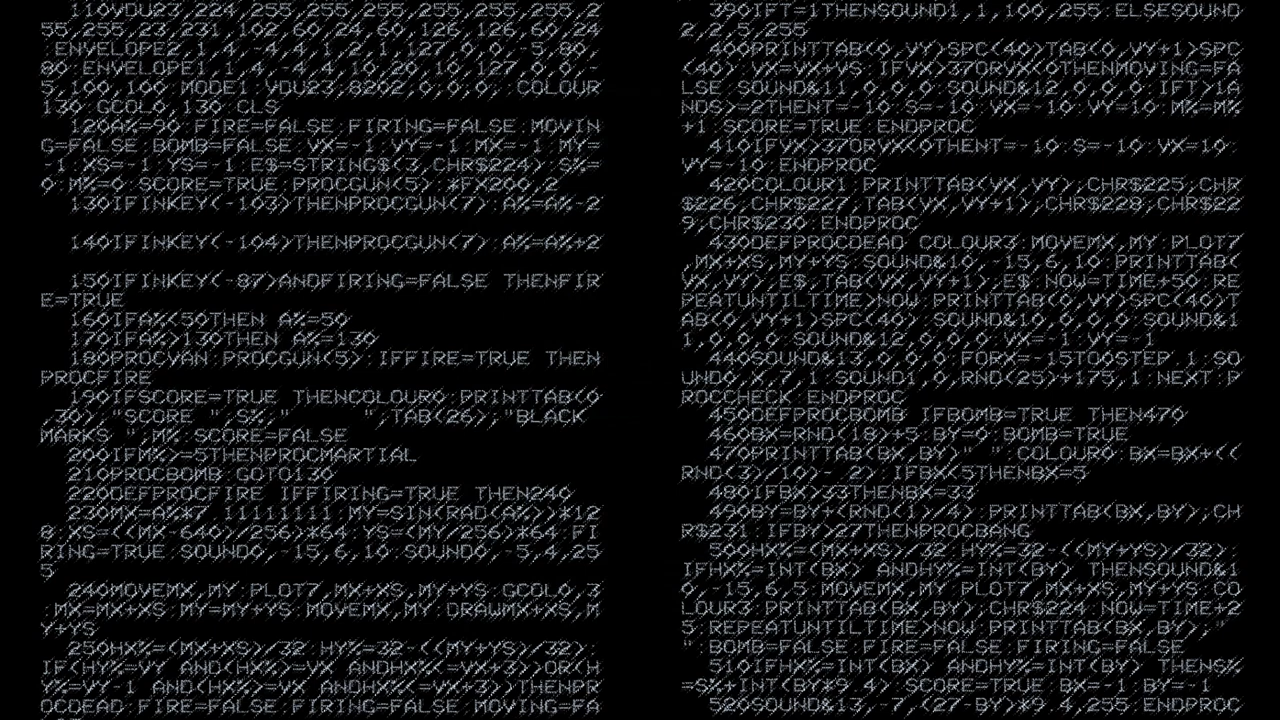 110VDU23,224,255,255,255,255,255,2
55,255,23,231,102,60,24,60,126,126,60,24
:ENVELOPE2,1,4,-4,4,1,2,1,127,0,0,-5,80,
80:ENVELOPE1,1,4,-4,4,10,20,10,127,0,0,-
5,100,100:MODE1:VDU23;8202;0;0;0;:COLOUR
130:GCOL0,130:CLS
120A%=90:FIRE=FALSE:FIRING=FALSE:MOVIN
G=FALSE:BOMB=FALSE:VX=-1:VY=-1:MX=-1:MY=
-1:XS=-1:YS=-1:E$=STRING$(3,CHR$224):S%=
0:M%=0:SCORE=TRUE:PROCGUN(5):*FX200,2
130IFINKEY(-103)THENPROCGUN(7):A%=A%-2
140IFINKEY(-104)THENPROCGUN(7):A%=A%+2
150IFINKEY(-87)ANDFIRING=FALSE THENFIR
E=TRUE
160IFA%<50THEN A%=50
170IFA%>130THEN A%=130
180PROCVAN:PROCGUN(5):IFFIRE=TRUE THEN
PROCFIRE
190IFSCORE=TRUE THENCOLOUR0:PRINTTAB(0
,30);"SCORE ";S%;"     ";TAB(26);"BLACK
MARKS ";M%:SCORE=FALSE
200IFM%>=5THENPROCMARTIAL
210PROCBOMB:GOTO130
220DEFPROCFIRE:IFFIRING=TRUE THEN240
230MX=A%*7.11111111:MY=SIN(RAD(A%))*12
8:XS=((MX-640)/256)*64:YS=(MY/256)*64:FI
RING=TRUE:SOUND0,-15,6,10:SOUND0,-5,4,25
5
240MOVEMX,MY:PLOT7,MX+XS,MY+YS:GCOL0,3
:MX=MX+XS:MY=MY+YS:MOVEMX,MY:DRAWMX+XS,M
Y+YS
250HX%=(MX+XS)/32:HY%=32-((MY+YS)/32):
IF(HY%=VY AND(HX%>=VX ANDHX%<=VX+3))OR(H
Y%=VY-1 AND(HX%>=VX ANDHX%<=VX+3))THENPR
OCDEAD:FIRE=FALSE:FIRING=FALSE:MOVING=FA
390IFT=1THENSOUND1,1,100,255:ELSESOUND
2,2,5,255
400PRINTTAB(0,VY)SPC(40)TAB(0,VY+1)SPC
(40):VX=VX+YS:IFVX>37ORVX<0THENMOVING=FA
LSE:SOUND&11,0,0,0:SOUND&12,0,0,0:IFT>1A
NDS>=2THENT=-10:S=-10:VX=-10:VY=10:M%=M%
+1:SCORE=TRUE:ENDPROC
410IFVX>37ORVX<0THENT=-10:S=-10:VX=10:
VY=-10:ENDPROC
420COLOUR1:PRINTTAB(VX,VY);CHR$225;CHR
$226;CHR$227;TAB(VX,VY+1);CHR$228;CHR$22
9;CHR$230:ENDPROC
430DEFPROCDEAD:COLOUR3:MOVEMX,MY:PLOT7
,MX+XS,MY+YS:SOUND&10,-15,6,10:PRINTTAB(
VX,VY);E$;TAB(VX,VY+1);E$:NOW=TIME+50:RE
PEATUNTILTIME>NOW:PRINTTAB(0,VY)SPC(40)T
AB(0,VY+1)SPC(40):SOUND&10,0,0,0:SOUND&1
1,0,0,0:SOUND&12,0,0,0:VX=-1:VY=-1
440SOUND&13,0,0,0:FORX=-15TO0STEP.1:SO
UND0,X,7,1:SOUND1,0,RND(25)+175,1:NEXT:P
ROCCHECK:ENDPROC
450DEFPROCBOMB:IFBOMB=TRUE THEN470
460BX=RND(18)+5:BY=0:BOMB=TRUE
470PRINTTAB(BX,BY);" ":COLOUR0:BX=BX+((
RND(3)/10)-.2):IFBX<5THENBX=5
480IFBX>33THENBX=33
490BY=BY+(RND(1)/4):PRINTTAB(BX,BY);CH
R$231:IFBY>27THENPROCBANG
500HX%=(MX+XS)/32:HY%=32-((MY+YS)/32):
IFHX%=INT(BX) ANDHY%=INT(BY) THENSOUND&1
0,-15,6,5:MOVEMX,MY:PLOT7,MX+XS,MY+YS:CO
LOUR3:PRINTTAB(BX,BY);CHR$224:NOW=TIME+2
5:REPEATUNTILTIME>NOW:PRINTTAB(BX,BY);"
":BOMB=FALSE:FIRE=FALSE:FIRING=FALSE
510IFHX%=INT(BX) ANDHY%=INT(BY) THENS%
=S%+INT(BY*9.4):SCORE=TRUE:BX=-1:BY=-1
520SOUND&13,-7,(27-BY)*9.4,255:ENDPROC